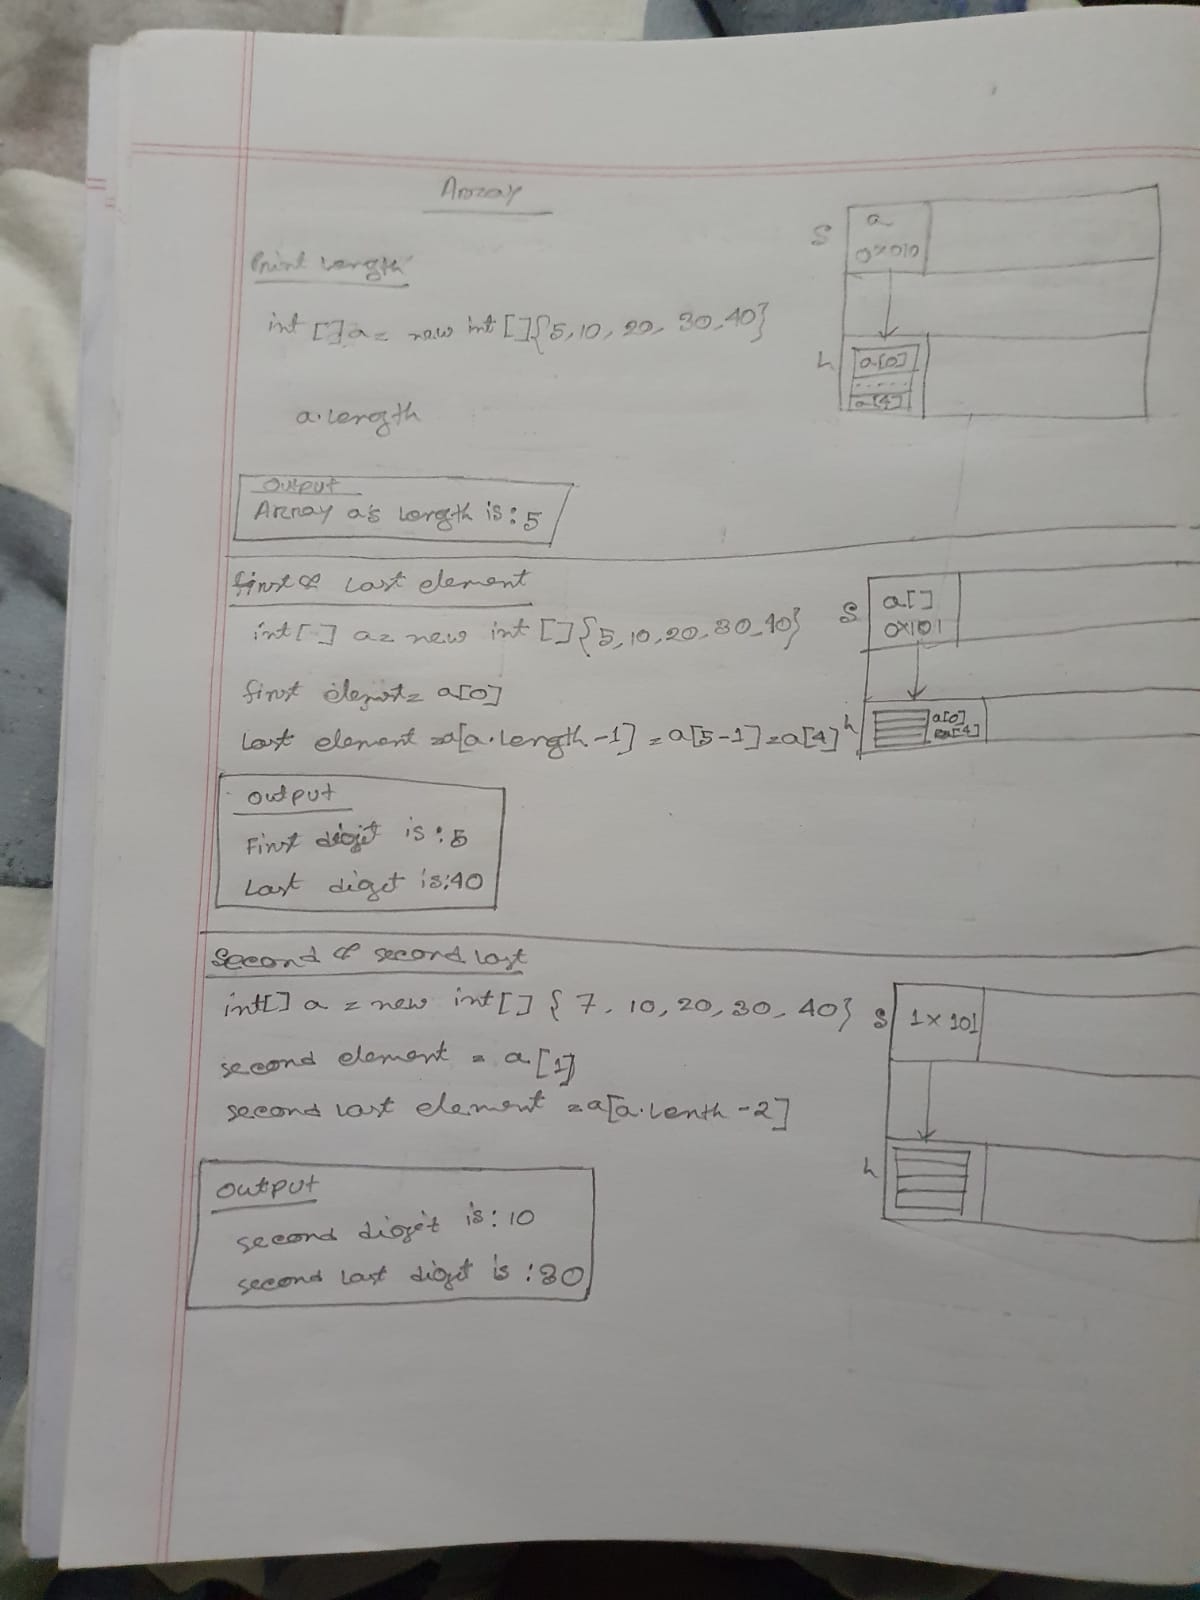 Array
Print Length
int []a = new int []{5,10, 20, 30,40}
a.length
S
a
0x010
h
a[0]
a[4]
Output
Array a's Length is: 5
first & Last element
int[] a = new int []{5,10,20,30,40}
first element = a[0]
Last element = a[a.length-1] = a[5-1] = a[4]
S
a[]
0x101
h
a[0]
a[4]
output
First digit is: 5
Last diget is:40
Second & second last
int[] a = new int[] { 7, 10, 20, 30, 40}
second element = a[1]
second last element = a[a.lenth -2]
S
1x101
h
output
second digit is: 10
second last digit is :30